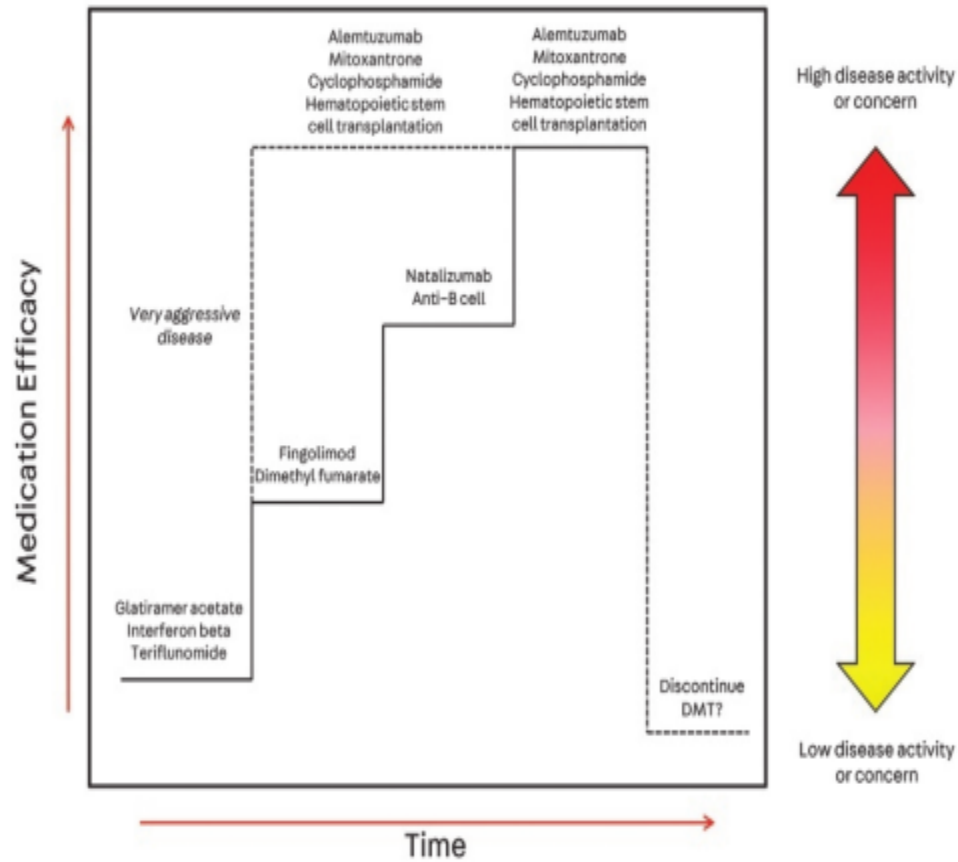 Alemtuzumab
Mitoxantrone
Cyclophosphamide
Hematopoietic stem
cell transplantation
Alemtuzumab
Mitoxantrone
Cyclophosphamide
Hematopoietic stem
cell transplantation
High disease activity
or concern
Medication Efficacy
Very aggressive
disease
Natalizumab
Anti-B cell
Fingolimod
Dimethyl fumarate
Glatiramer acetate
Interferon beta
Teriflunomide
Discontinue
DMT?
Low disease activity
or concern
Time